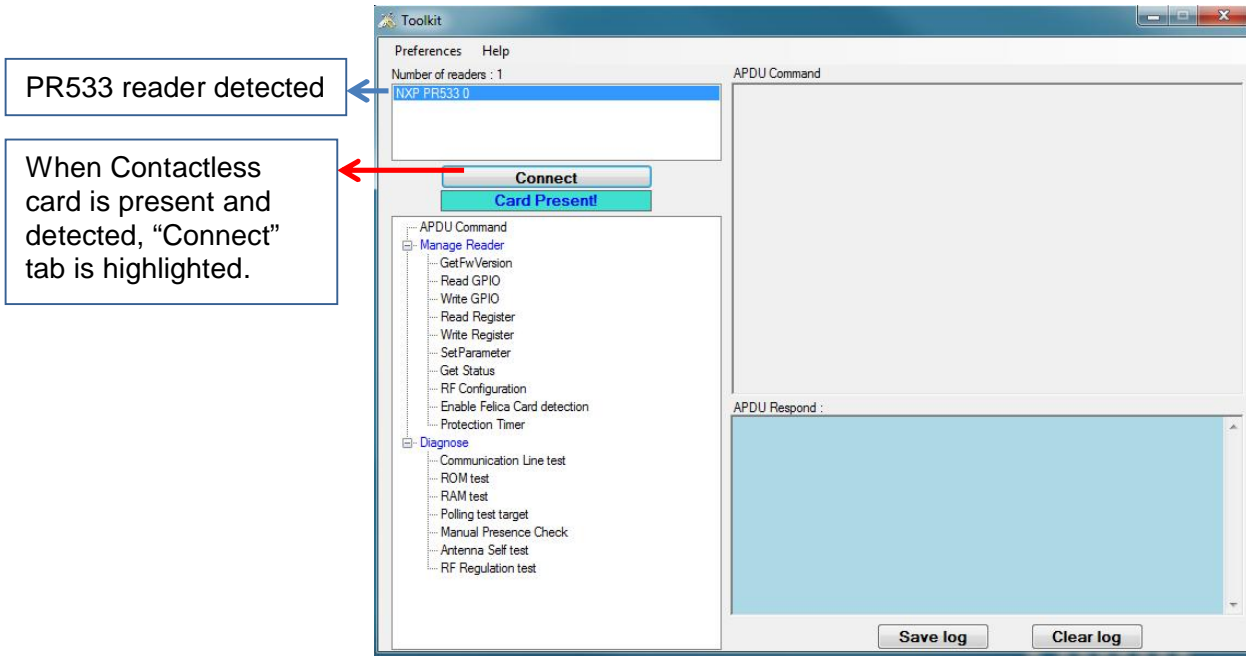 Toolkit
Preferences Help
Number of readers : 1
NXP PR533 0
PR533 reader detected
When Contactless
card is present and
detected, “Connect”
tab is highlighted.
Connect
Card Present!
APDU Command
Manage Reader
GetFwVersion
Read GPIO
Write GPIO
Read Register
Write Register
SetParameter
Get Status
RF Configuration
Enable Felica Card detection
Protection Timer
Diagnose
Communication Line test
ROM test
RAM test
Polling test target
Manual Presence Check
Antenna Self test
RF Regulation test
APDU Command
APDU Respond :
Save log
Clear log